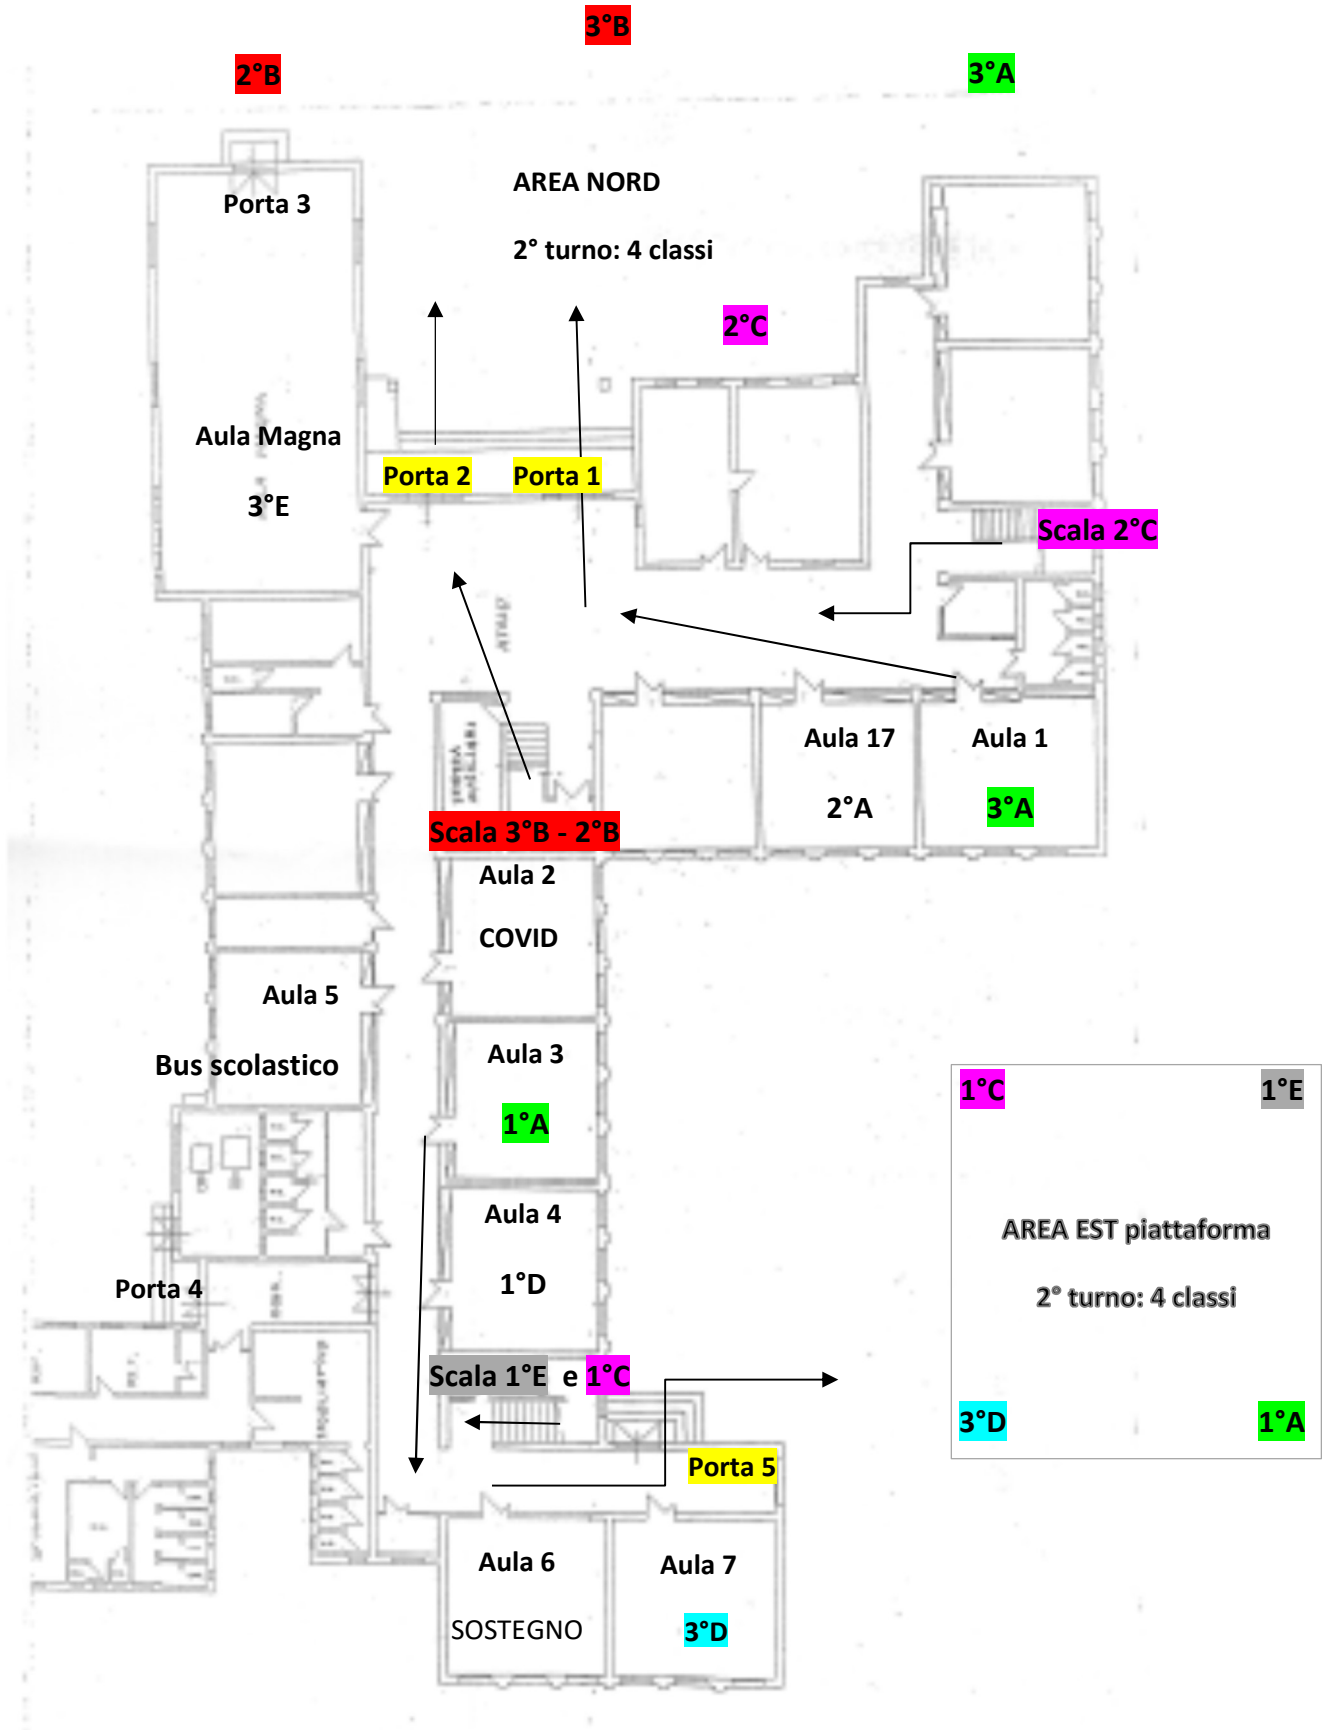 3°B
2°B
3°A
AREA NORD
Porta 3
2° turno: 4 classi
2°C
Aula Magna
Porta 2
Porta 1
3°E
Scala 2°C
Aula 17
Aula 1
2°A
3°A
Scala 3°B - 2°B
Aula 2
COVID
Aula 5
Bus scolastico
Aula 3
1°A
1°C
1°E
Aula 4
AREA EST piattaforma
1°D
Porta 4
2° turno: 4 classi
Scala 1°E e 1°C
3°D
1°A
Porta 5
Aula 6
Aula 7
SOSTEGNO
3°D